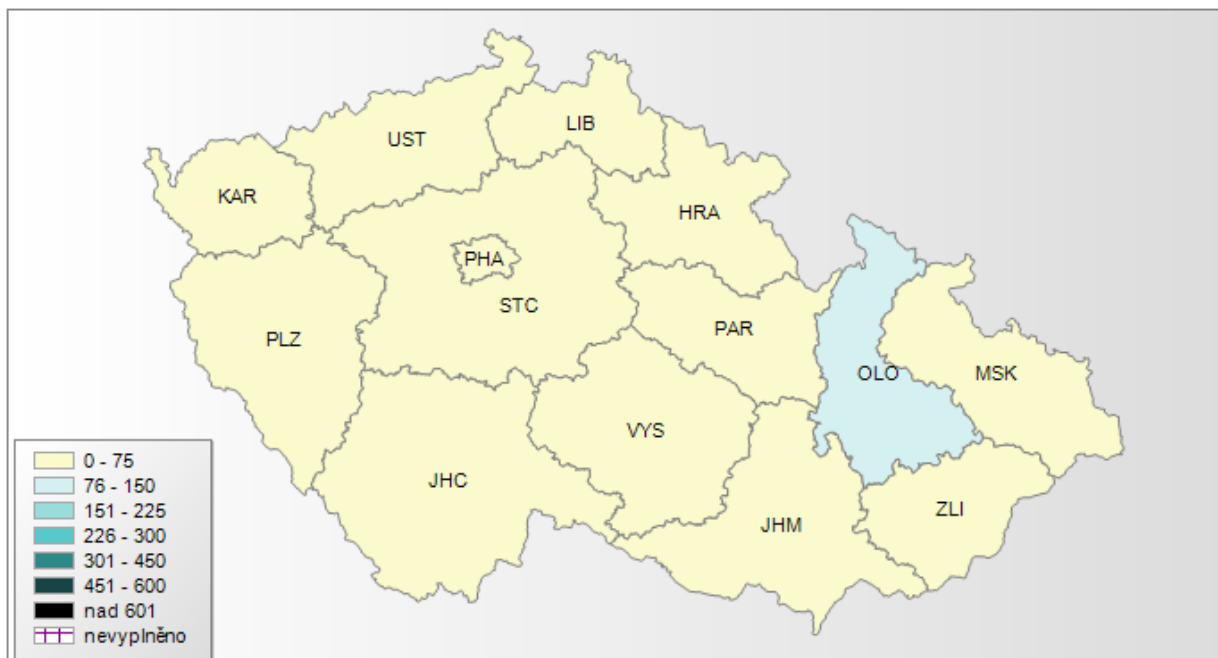 LIB
UST
KAR
HRA
PHA
STC
PAR
PLZ
OLO
MSK
VYS
JHC
ZLI
JHM
0 - 75
76 - 150
151 - 225
226 - 300
301 - 450
451 - 600
nad 601
nevyplněno